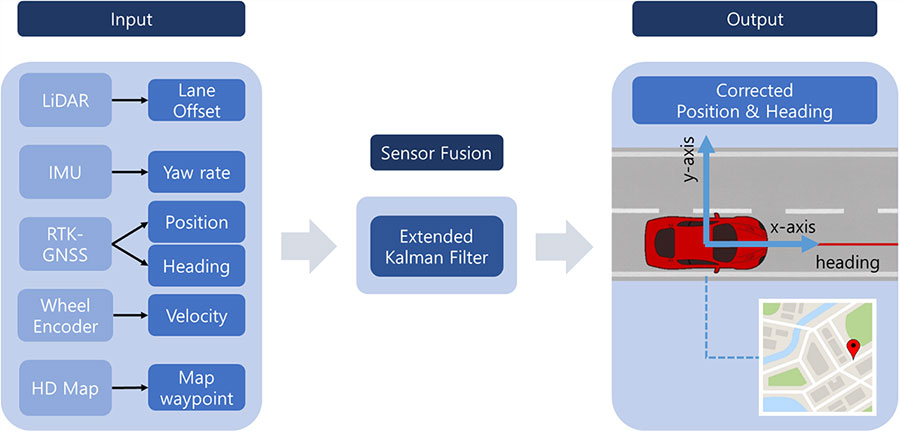 Input
LiDAR
Lane
Offset
IMU
Yaw rate
RTK-
GNSS
Position
Heading
Wheel
Encoder
Velocity
HD Map
Map
waypoint
Sensor Fusion
Extended
Kalman Filter
Output
Corrected
Position & Heading
y-axis
x-axis
heading